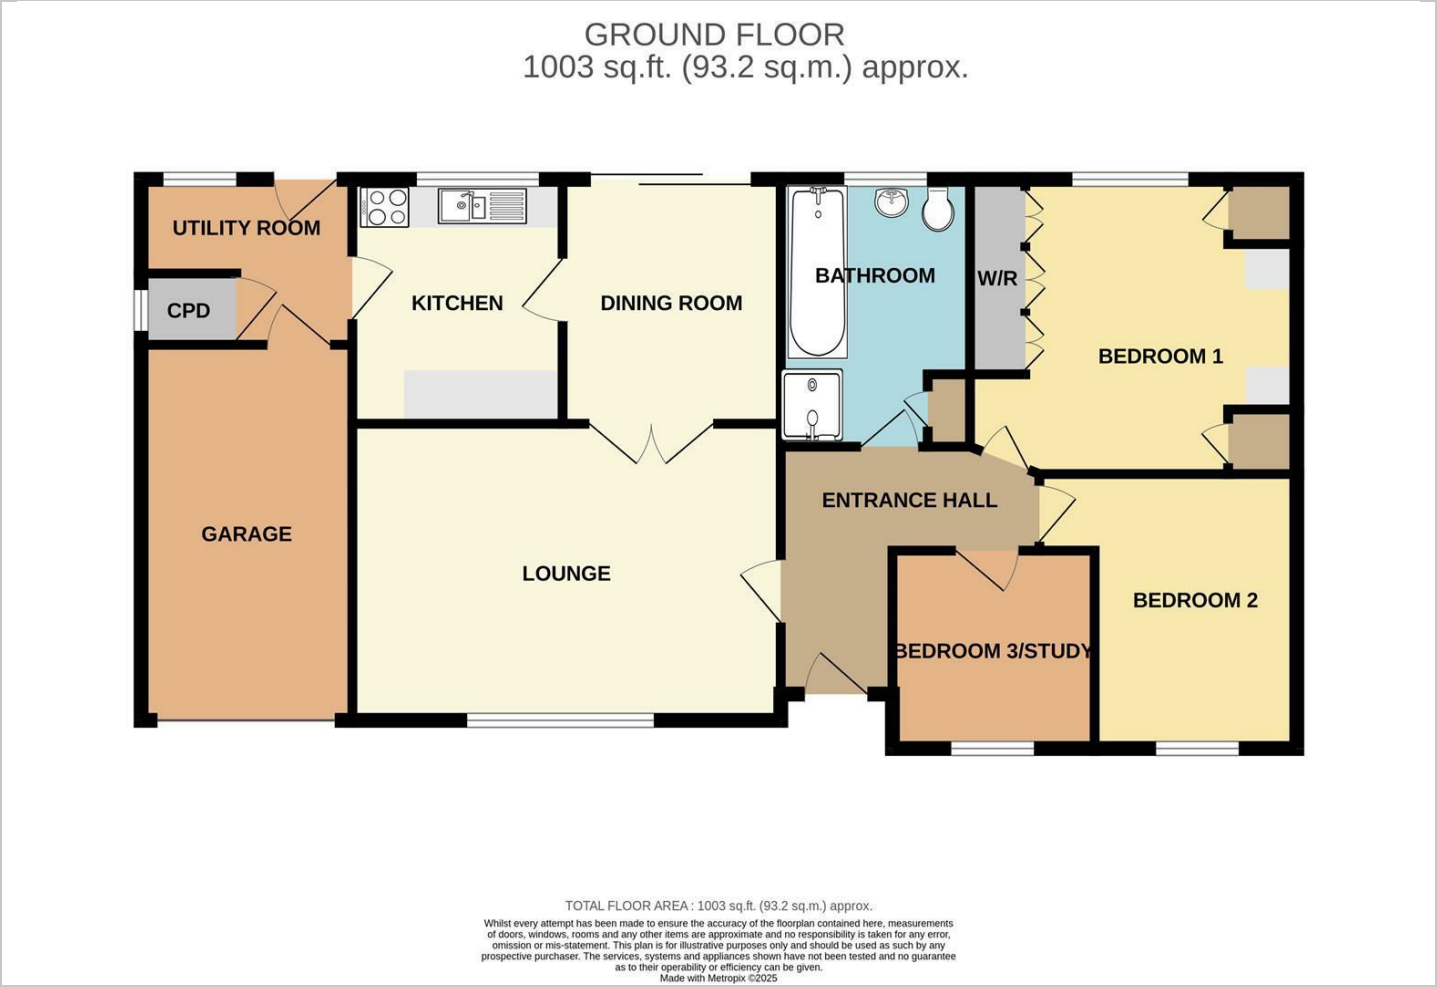 GROUND FLOOR
1003 sq.ft. (93.2 sq.m.) approx.
UTILITY ROOM
CPD
KITCHEN
DINING ROOM
BATHROOM
W/R
BEDROOM 1
GARAGE
LOUNGE
ENTRANCE HALL
BEDROOM 3/STUDY
BEDROOM 2
TOTAL FLOOR AREA : 1003 sq.ft. (93.2 sq.m.) approx.
Whilst every attempt has been made to ensure the accuracy of the floorplan contained here, measurements
of doors, windows, rooms and any other items are approximate and no responsibility is taken for any error,
omission or mis-statement. This plan is for illustrative purposes only and should be used as such by any
prospective purchaser. The services, systems and appliances shown have not been tested and no guarantee
as to their operability or efficiency can be given.
Made with Metropix ©2025